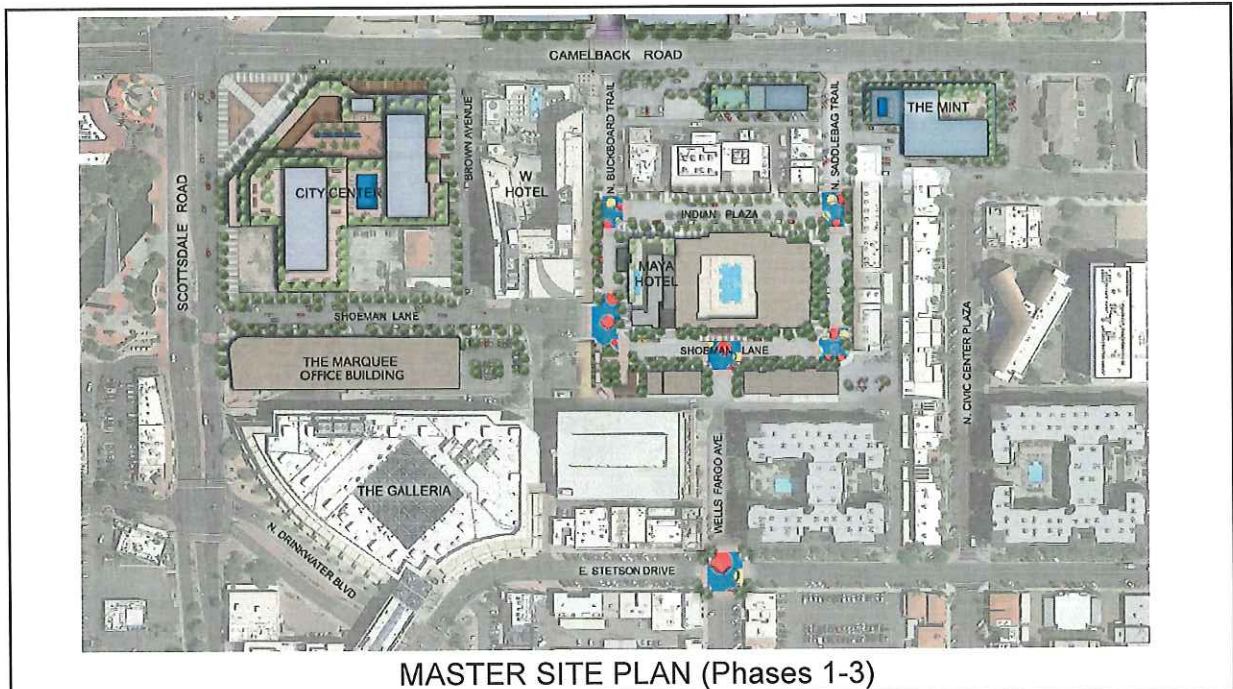 CAMELBACK ROAD
THE MINT
N. BUCKBOARD TRAIL
N. SADDLEBAG TRAIL
BROWN AVENUE
W
HOTEL
CITY CENTER
INDIAN PLAZA
SCOTTSDALE ROAD
MAYA
HOTEL
SHOEMAN LANE
SHOEMAN LANE
THE MARQUEE
OFFICE BUILDING
N. CIVIC CENTER PLAZA
THE GALLERIA
WELLS FARGO AVE.
N. DRINKWATER BLVD
E. STETSON DRIVE
MASTER SITE PLAN (Phases 1-3)